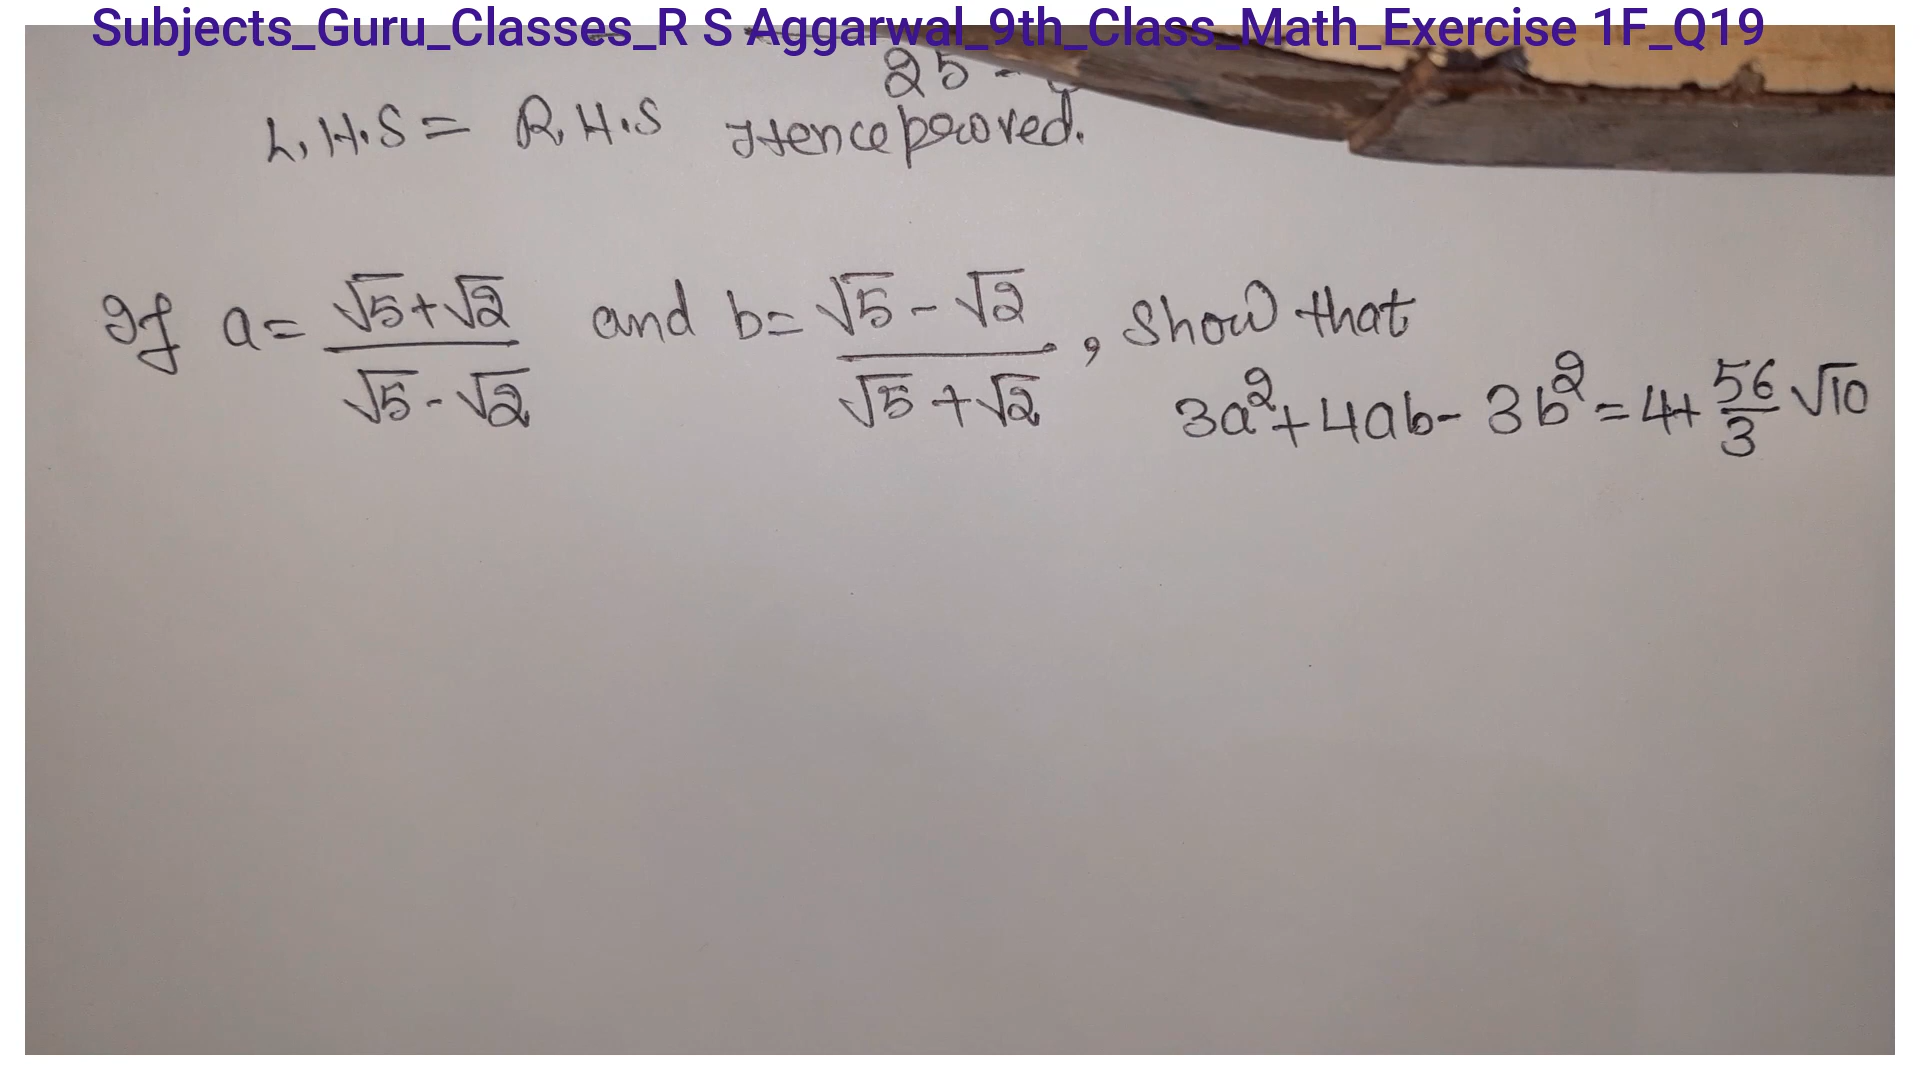 Subjects_Guru_Classes_R S Aggarwal_9th_Class_Math_Exercise 1F_Q19
25 -
L.H.S = R.H.S Hence proved.
If a = (√5+√2)/(√5-√2) and b = (√5-√2)/(√5+√2), Show that
3a²+4ab-3b² = 4+56/3 √10